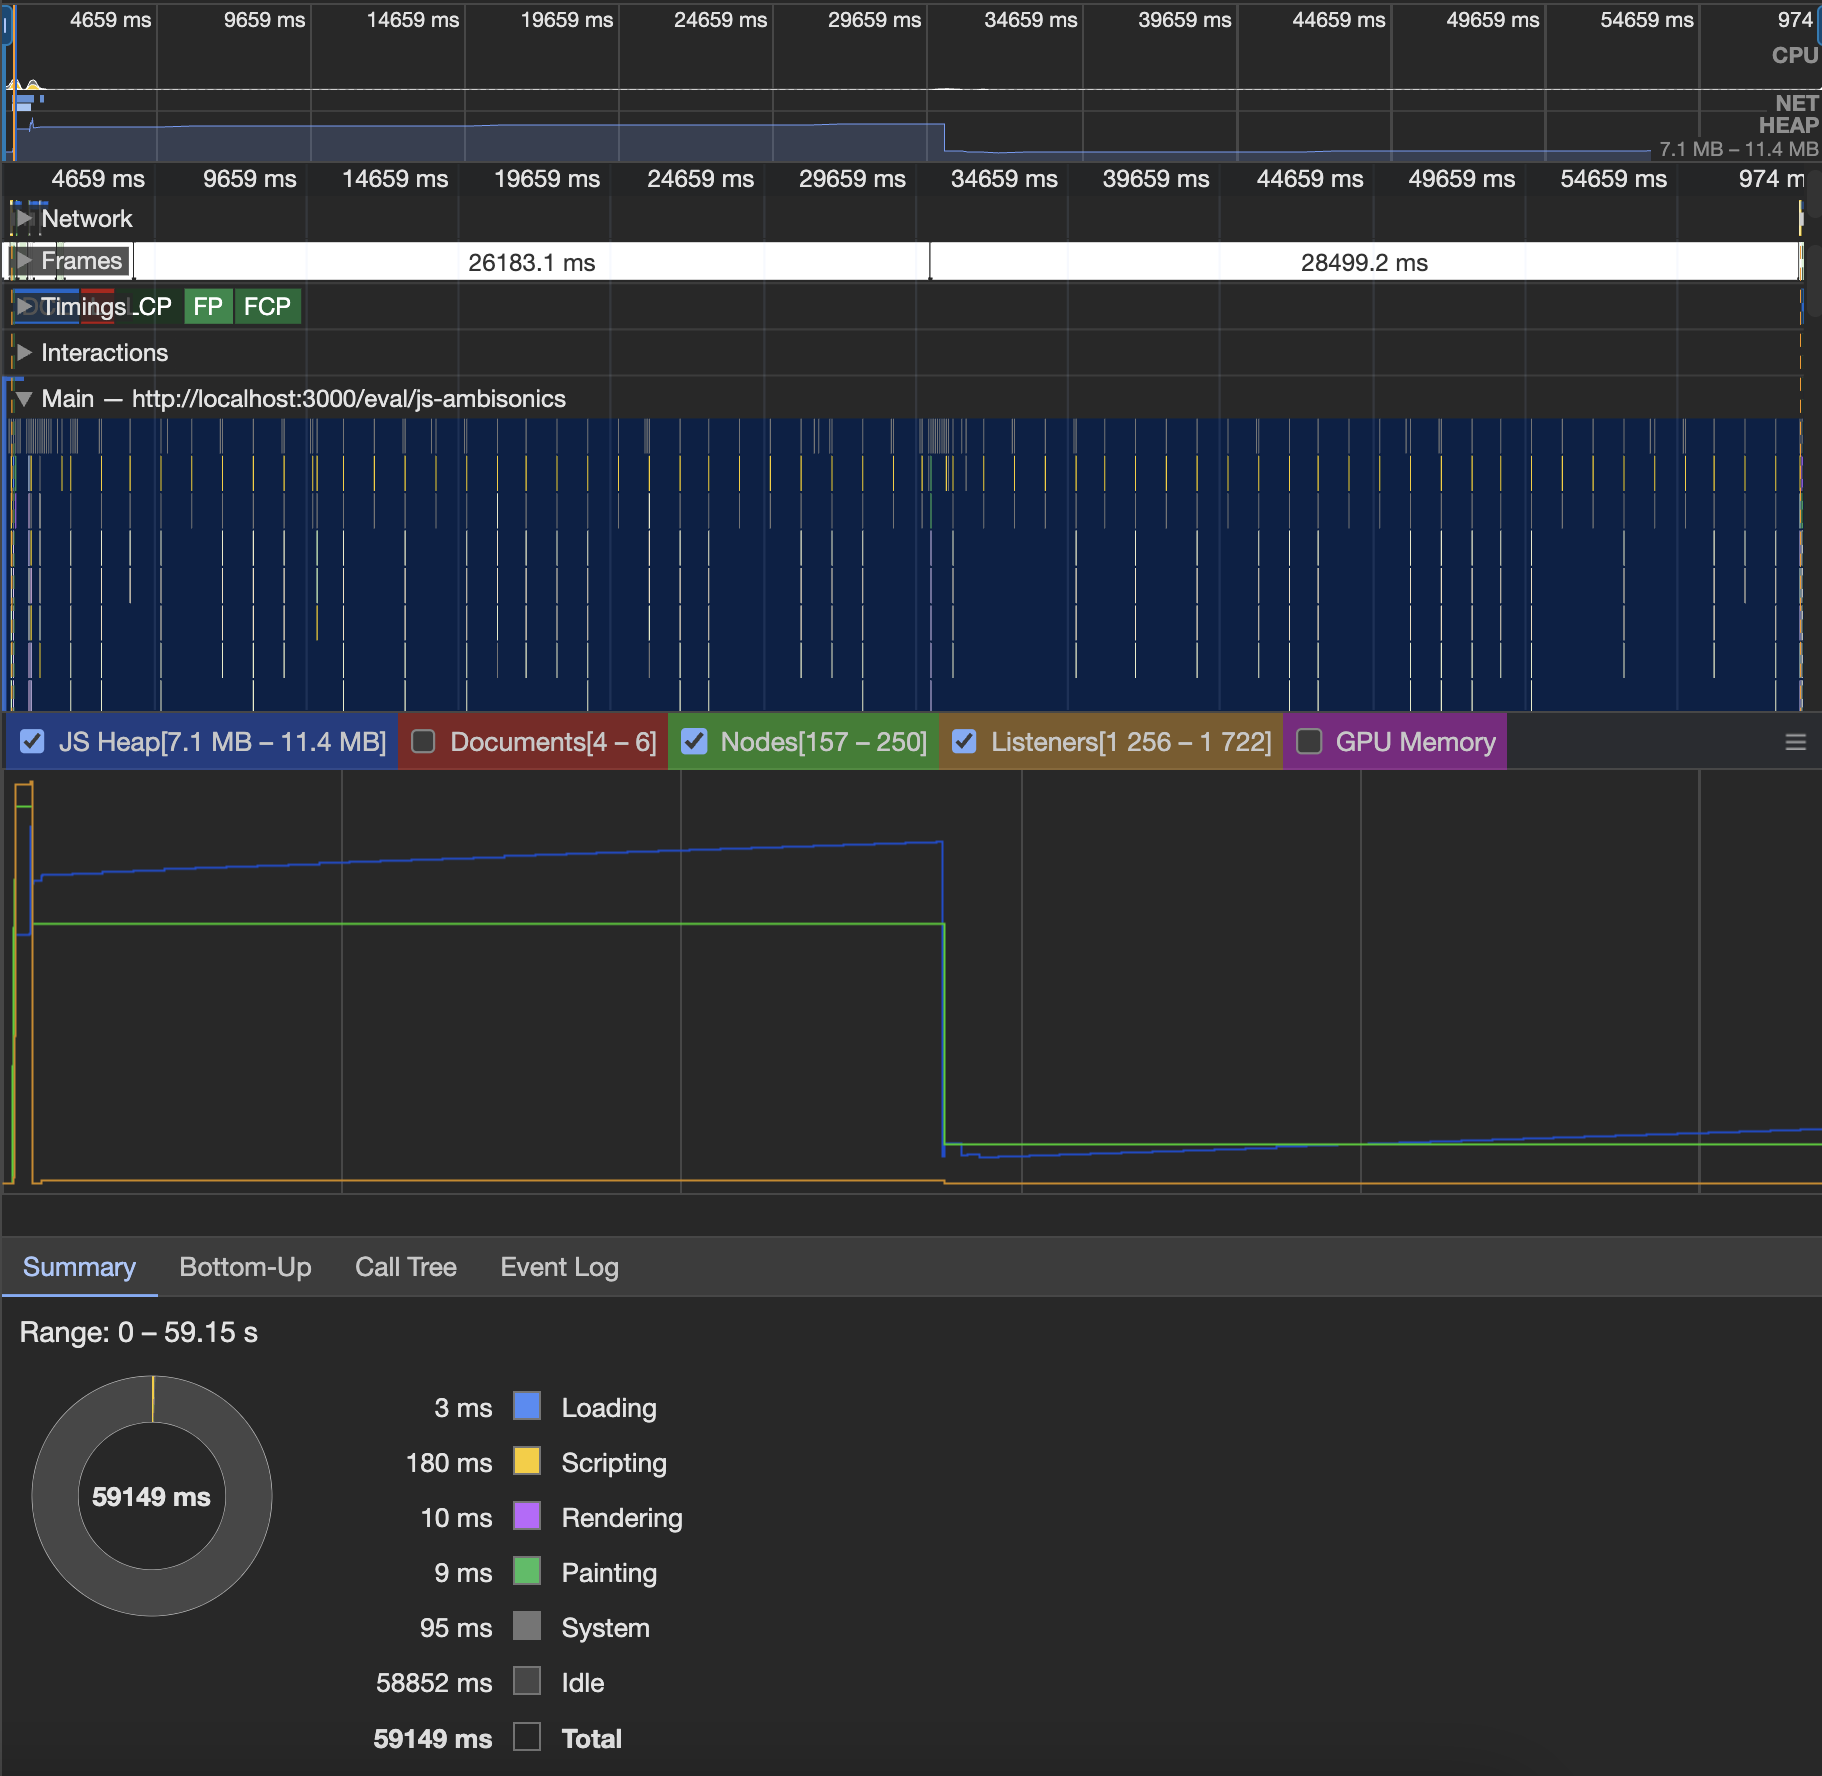 4659 ms 9659 ms 14659 ms 19659 ms 24659 ms 29659 ms 34659 ms 39659 ms 44659 ms 49659 ms 54659 ms 974
CPU
NET
HEAP
7.1 MB – 11.4 MB
4659 ms 9659 ms 14659 ms 19659 ms 24659 ms 29659 ms 34659 ms 39659 ms 44659 ms 49659 ms 54659 ms 974 m
Network
Frames 26183.1 ms 28499.2 ms
Timings CP FP FCP
Interactions
Main — http://localhost:3000/eval/js-ambisonics
JS Heap[7.1 MB – 11.4 MB] Documents[4 – 6] Nodes[157 – 250] Listeners[1 256 – 1 722] GPU Memory
Summary Bottom-Up Call Tree Event Log
Range: 0 – 59.15 s
59149 ms
3 ms Loading
180 ms Scripting
10 ms Rendering
9 ms Painting
95 ms System
58852 ms Idle
59149 ms Total